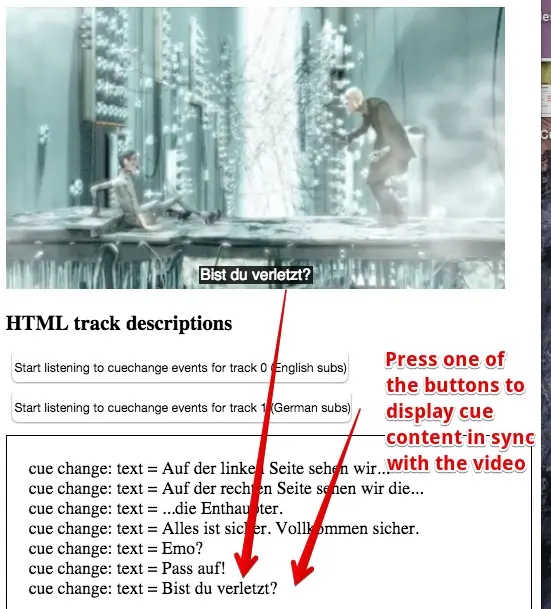 Bist du verletzt?
HTML track descriptions
Start listening to cuechange events for track 0 (English subs)
Start listening to cuechange events for track 1 (German subs)
Press one of
the buttons to
display cue
content in sync
with the video
cue change: text = Auf der linken Seite sehen wir...
cue change: text = Auf der rechten Seite sehen wir die...
cue change: text = ...die Enthaupter.
cue change: text = Alles ist sicher. Vollkommen sicher.
cue change: text = Emo?
cue change: text = Pass auf!
cue change: text = Bist du verletzt?